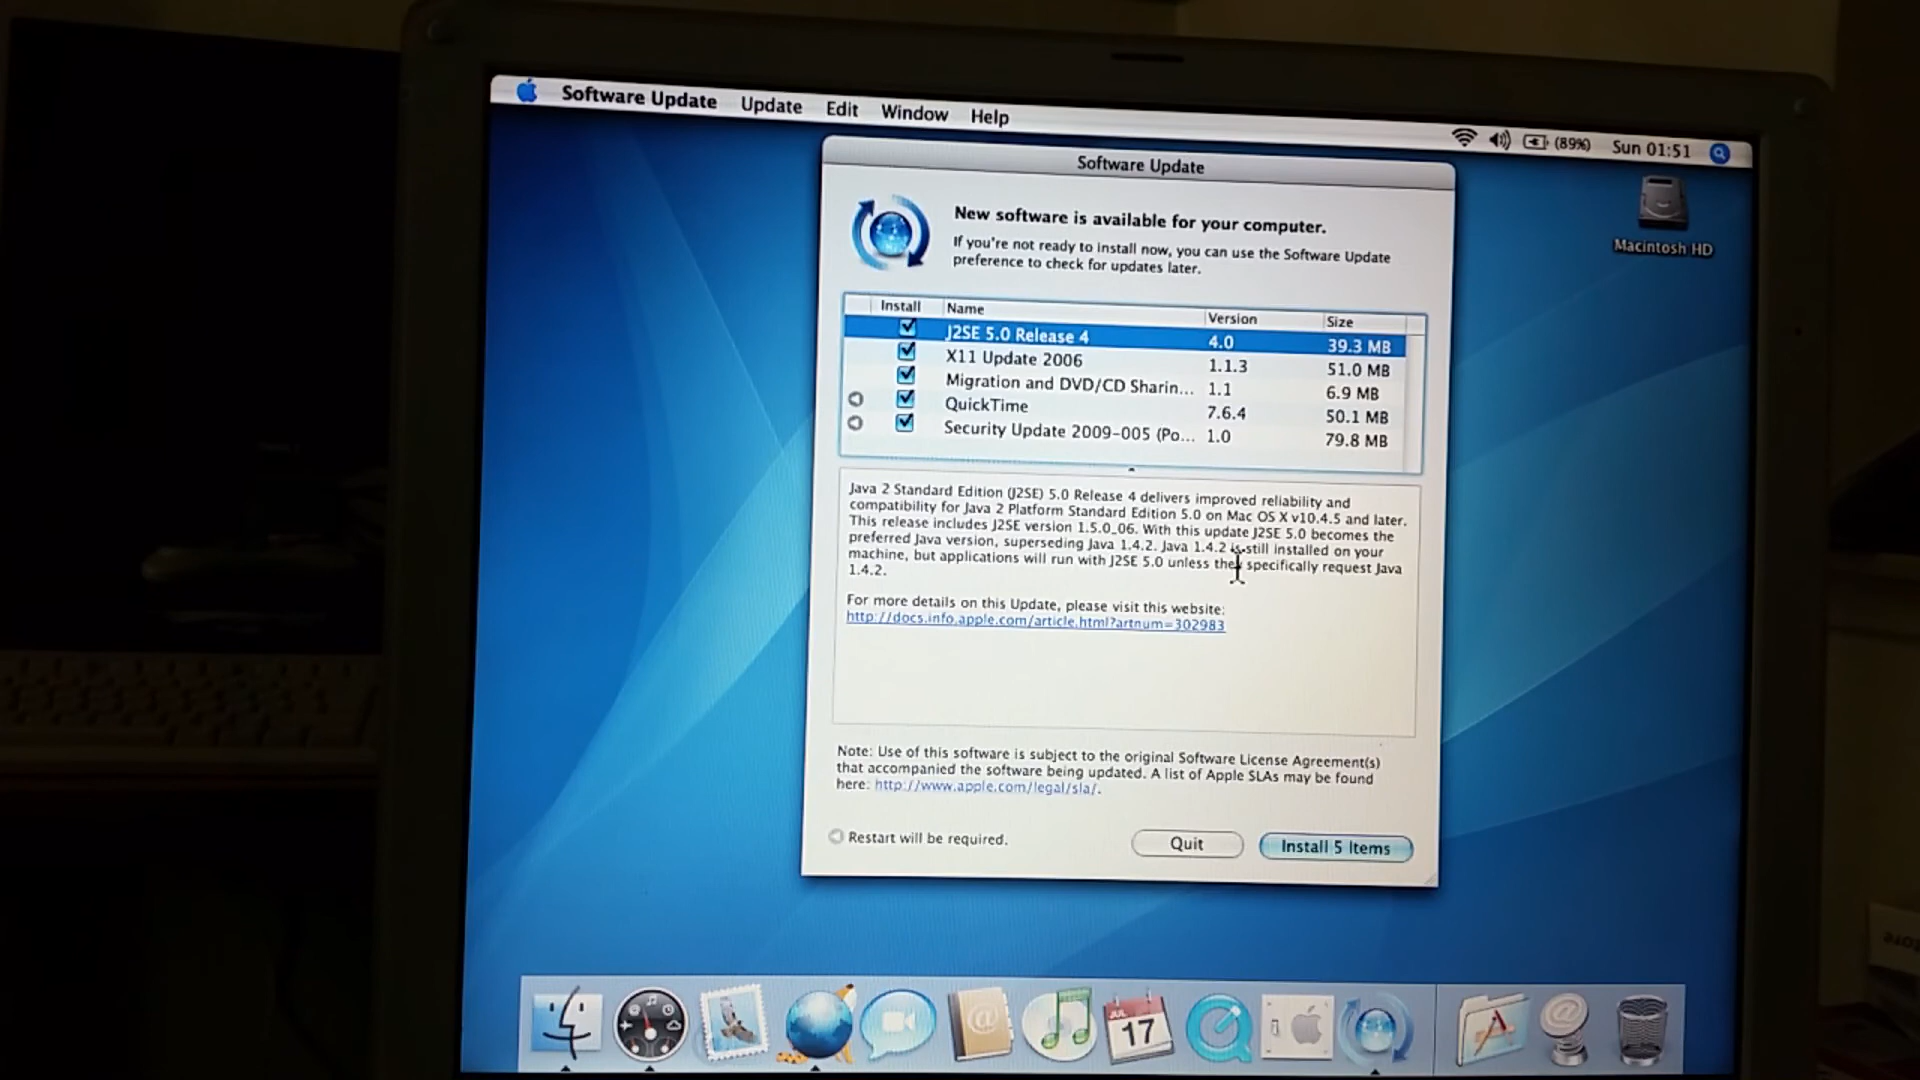 Software Update Update Edit Window Help (89%) Sun 01:51
Software Update
Macintosh HD
New software is available for your computer.
If you're not ready to install now, you can use the Software Update
preference to check for updates later.
Install Name Version Size
J2SE 5.0 Release 4 4.0 39.3 MB
X11 Update 2006 1.1.3 51.0 MB
Migration and DVD/CD Sharin... 1.1 6.9 MB
QuickTime 7.6.4 50.1 MB
Security Update 2009-005 (Po... 1.0 79.8 MB
Java 2 Standard Edition (J2SE) 5.0 Release 4 delivers improved reliability and
compatibility for Java 2 Platform Standard Edition 5.0 on Mac OS X v10.4.5 and later.
This release includes J2SE version 1.5.0_06. With this update J2SE 5.0 becomes the
preferred Java version, superseding Java 1.4.2. Java 1.4.2 is still installed on your
machine, but applications will run with J2SE 5.0 unless they specifically request Java
1.4.2.
For more details on this Update, please visit this website:
http://docs.info.apple.com/article.html?artnum=302983
Note: Use of this software is subject to the original Software License Agreement(s)
that accompanied the software being updated. A list of Apple SLAs may be found
here: http://www.apple.com/legal/sla/.
Restart will be required. Quit Install 5 Items
JUL
17